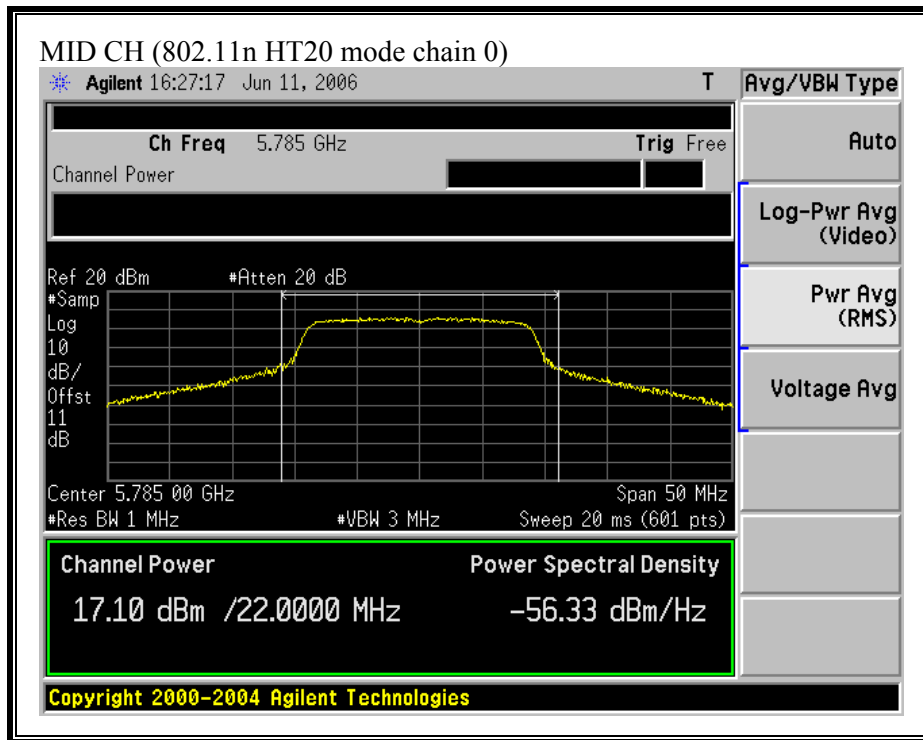 MID CH (802.11n HT20 mode chain 0)
Agilent 16:27:17 Jun 11, 2006 T
Avg/VBW Type
Ch Freq 5.785 GHz Trig Free
Channel Power
Auto
Log-Pwr Avg
(Video)
Pwr Avg
(RMS)
Voltage Avg
Ref 20 dBm #Atten 20 dB
#Samp
Log
10
dB/
Offst
11
dB
Center 5.785 00 GHz Span 50 MHz
#Res BW 1 MHz #VBW 3 MHz Sweep 20 ms (601 pts)
Channel Power Power Spectral Density
17.10 dBm /22.0000 MHz -56.33 dBm/Hz
Copyright 2000-2004 Agilent Technologies